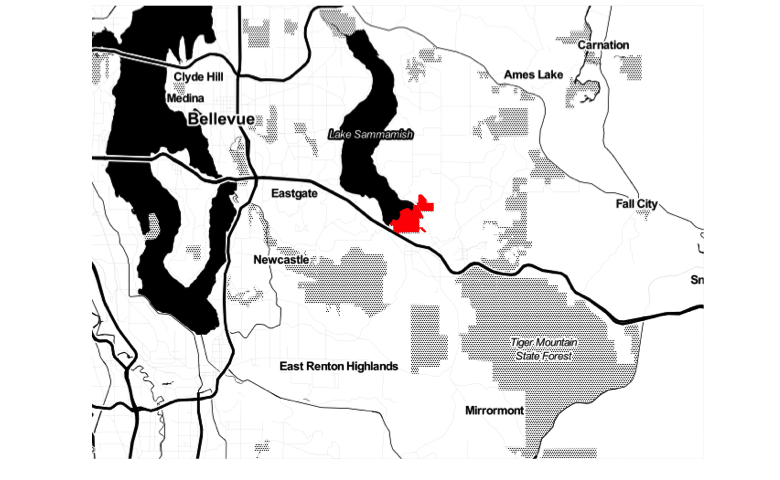 Carnation
Clyde Hill
Ames Lake
Medina
Bellevue
Lake Sammamish
Eastgate
Fall City
Newcastle
Sn
Tiger Mountain
State Forest
East Renton Highlands
Mirrormont